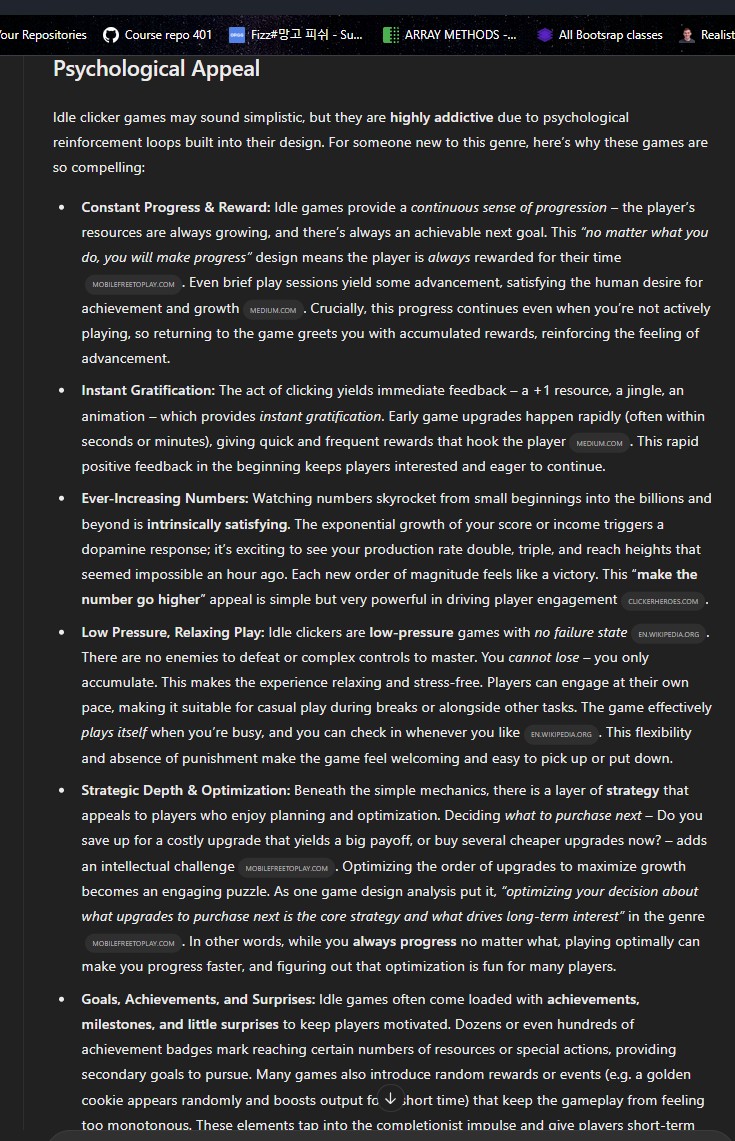 our Repositories
Course repo 401
Fizz#망고 피쉬 - Su...
ARRAY METHODS -...
All Bootsrap classes
Realist
Psychological Appeal
Idle clicker games may sound simplistic, but they are highly addictive due to psychological
reinforcement loops built into their design. For someone new to this genre, here's why these games are
so compelling:
• Constant Progress & Reward: Idle games provide a continuous sense of progression – the player's
resources are always growing, and there's always an achievable next goal. This “no matter what you
do, you will make progress” design means the player is always rewarded for their time
MOBILEFREETOPLAY.COM . Even brief play sessions yield some advancement, satisfying the human desire for
achievement and growth MEDIUM.COM . Crucially, this progress continues even when you're not actively
playing, so returning to the game greets you with accumulated rewards, reinforcing the feeling of
advancement.
• Instant Gratification: The act of clicking yields immediate feedback – a +1 resource, a jingle, an
animation – which provides instant gratification. Early game upgrades happen rapidly (often within
seconds or minutes), giving quick and frequent rewards that hook the player MEDIUM.COM . This rapid
positive feedback in the beginning keeps players interested and eager to continue.
• Ever-Increasing Numbers: Watching numbers skyrocket from small beginnings into the billions and
beyond is intrinsically satisfying. The exponential growth of your score or income triggers a
dopamine response; it's exciting to see your production rate double, triple, and reach heights that
seemed impossible an hour ago. Each new order of magnitude feels like a victory. This “make the
number go higher” appeal is simple but very powerful in driving player engagement CLICKERHEROES.COM .
• Low Pressure, Relaxing Play: Idle clickers are low-pressure games with no failure state EN.WIKIPEDIA.ORG .
There are no enemies to defeat or complex controls to master. You cannot lose – you only
accumulate. This makes the experience relaxing and stress-free. Players can engage at their own
pace, making it suitable for casual play during breaks or alongside other tasks. The game effectively
plays itself when you're busy, and you can check in whenever you like EN.WIKIPEDIA.ORG . This flexibility
and absence of punishment make the game feel welcoming and easy to pick up or put down.
• Strategic Depth & Optimization: Beneath the simple mechanics, there is a layer of strategy that
appeals to players who enjoy planning and optimization. Deciding what to purchase next – Do you
save up for a costly upgrade that yields a big payoff, or buy several cheaper upgrades now? – adds
an intellectual challenge MOBILEFREETOPLAY.COM . Optimizing the order of upgrades to maximize growth
becomes an engaging puzzle. As one game design analysis put it, “optimizing your decision about
what upgrades to purchase next is the core strategy and what drives long-term interest” in the genre
MOBILEFREETOPLAY.COM . In other words, while you always progress no matter what, playing optimally can
make you progress faster, and figuring out that optimization is fun for many players.
• Goals, Achievements, and Surprises: Idle games often come loaded with achievements,
milestones, and little surprises to keep players motivated. Dozens or even hundreds of
achievement badges mark reaching certain numbers of resources or special actions, providing
secondary goals to pursue. Many games also introduce random rewards or events (e.g. a golden
cookie appears randomly and boosts output fo short time) that keep the gameplay from feeling
too monotonous. These elements tap into the completionist impulse and give players short-term